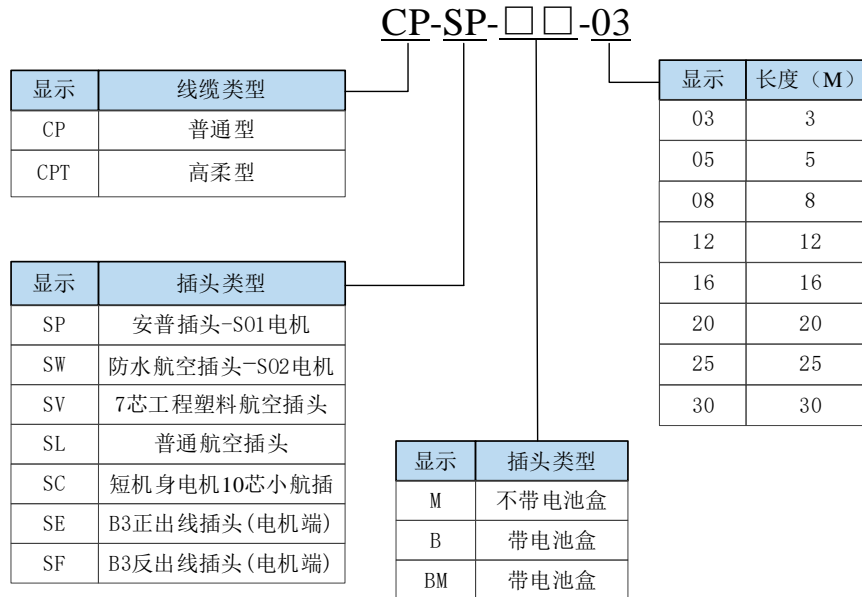 CP-SP-□□-03
显示 线缆类型
CP 普通型
CPT 高柔型
显示 插头类型
SP 安普插头-S01电机
SW 防水航空插头-S02电机
SV 7芯工程塑料航空插头
SL 普通航空插头
SC 短机身电机10芯小航插
SE B3正出线插头(电机端)
SF B3反出线插头(电机端)
显示 插头类型
M 不带电池盒
B 带电池盒
BM 带电池盒
显示 长度（M）
03 3
05 5
08 8
12 12
16 16
20 20
25 25
30 30